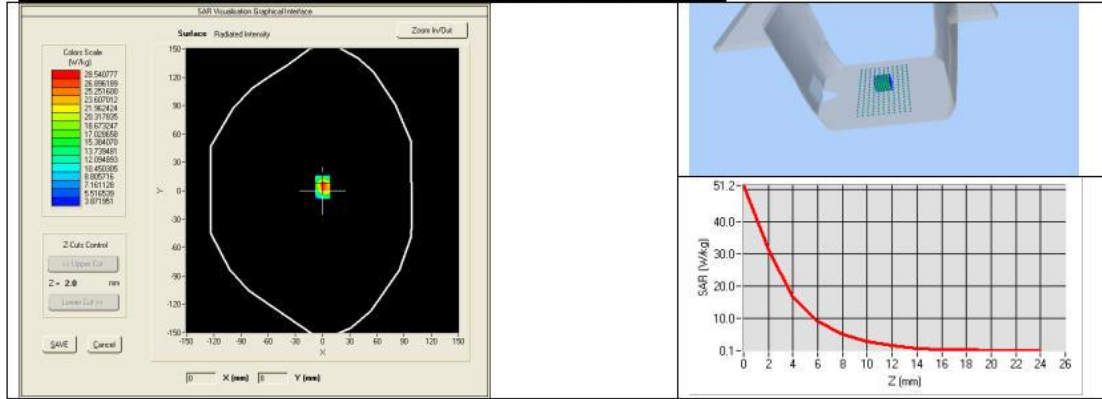 SAR Visualisation Graphical Interface
Surface Radiated Intensity
Zoom In/Out
Colors Scale
(W/kg)
28.540777
26.896189
25.251600
23.607012
21.962424
20.317835
18.673247
17.028658
15.384070
13.739481
12.094893
10.450305
8.805716
7.161128
5.516539
3.871951
Z-Cuts Control
<< Upper Cut
Z = 2.0 mm
Lower Cut >>
SAVE Cancel
150
120
90
60
30
0
-30
-60
-90
-120
-150
Y
-150 -120 -90 -60 -30 0 30 60 90 120 150
X
0 X (mm) 0 Y (mm)
51.2
40.0
30.0
20.0
10.0
0.1
SAR (W/kg)
0 2 4 6 8 10 12 14 16 18 20 22 24 26
Z (mm)